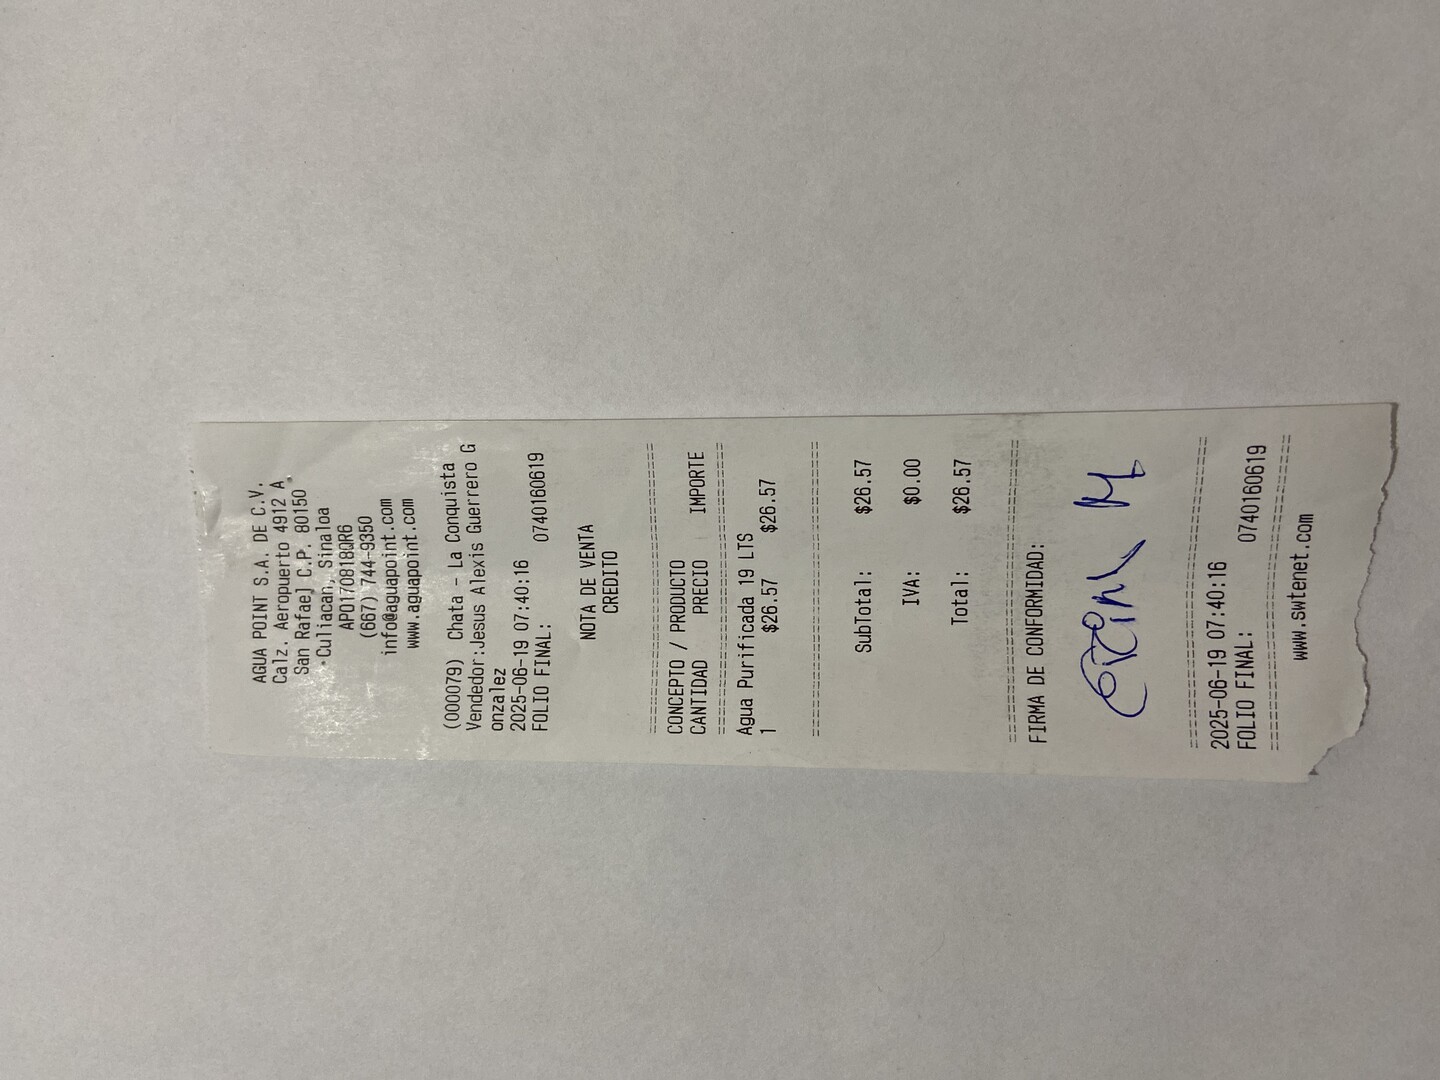 AGUA POINT S.A. DE C.V.
Calz. Aeropuerto 4912 A
San Rafael C.P. 80150
Culiacan, Sinaloa
APO170818QR6
(667) 744-9350
info@aguapoint.com
www.aguapoint.com
(000079) Chata - La Conquista
Vendedor:Jesus Alexis Guerrero G
onzalez
2025-06-19 07:40:16
FOLIO FINAL: 0740160619
NOTA DE VENTA
CREDITO
================================
CONCEPTO / PRODUCTO
CANTIDAD PRECIO IMPORTE
================================
Agua Purificada 19 LTS
1 $26.57 $26.57
================================
SubTotal: $26.57
IVA: $0.00
Total: $26.57
================================
FIRMA DE CONFORMIDAD:
================================
2025-06-19 07:40:16
FOLIO FINAL: 0740160619
================================
www.swtenet.com